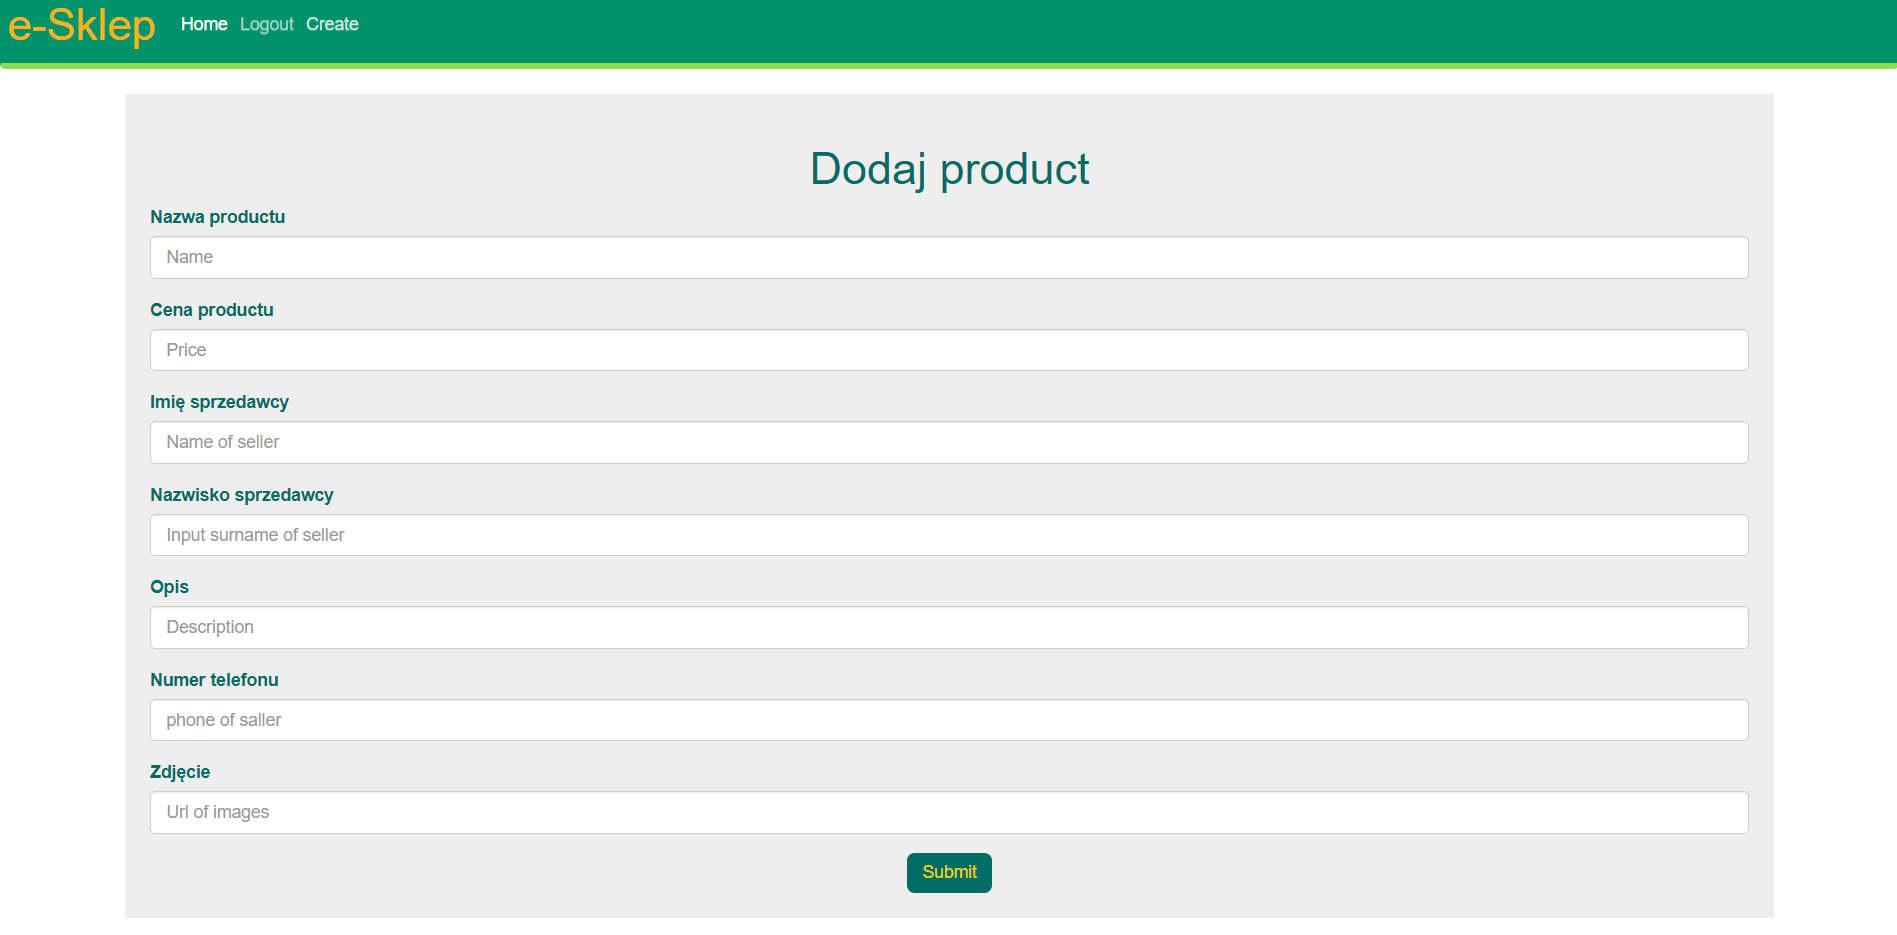 e-Sklep Home Logout Create
Dodaj product
Nazwa productu
Name
Cena productu
Price
Imię sprzedawcy
Name of seller
Nazwisko sprzedawcy
Input surname of seller
Opis
Description
Numer telefonu
phone of saller
Zdjęcie
Url of images
Submit